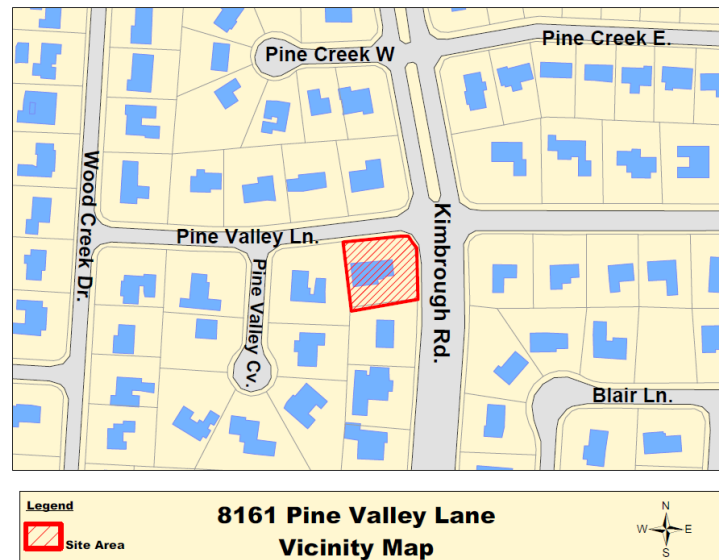 Pine Creek W
Pine Creek E.
Wood Creek Dr.
Pine Valley Ln.
Pine Valley Cv.
Kimbrough Rd.
Blair Ln.
Legend
Site Area
8161 Pine Valley Lane
Vicinity Map
N
W
E
S